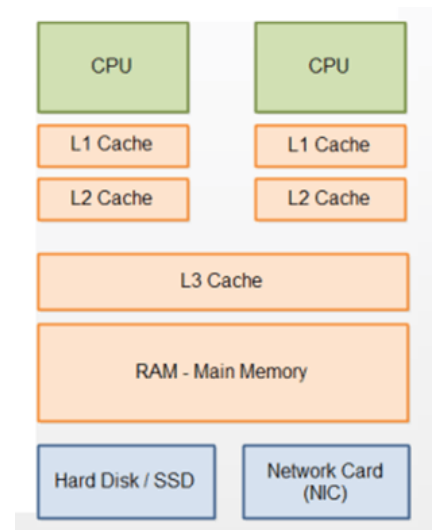 CPU
CPU
L1 Cache
L1 Cache
L2 Cache
L2 Cache
L3 Cache
RAM - Main Memory
Hard Disk / SSD
Network Card
(NIC)